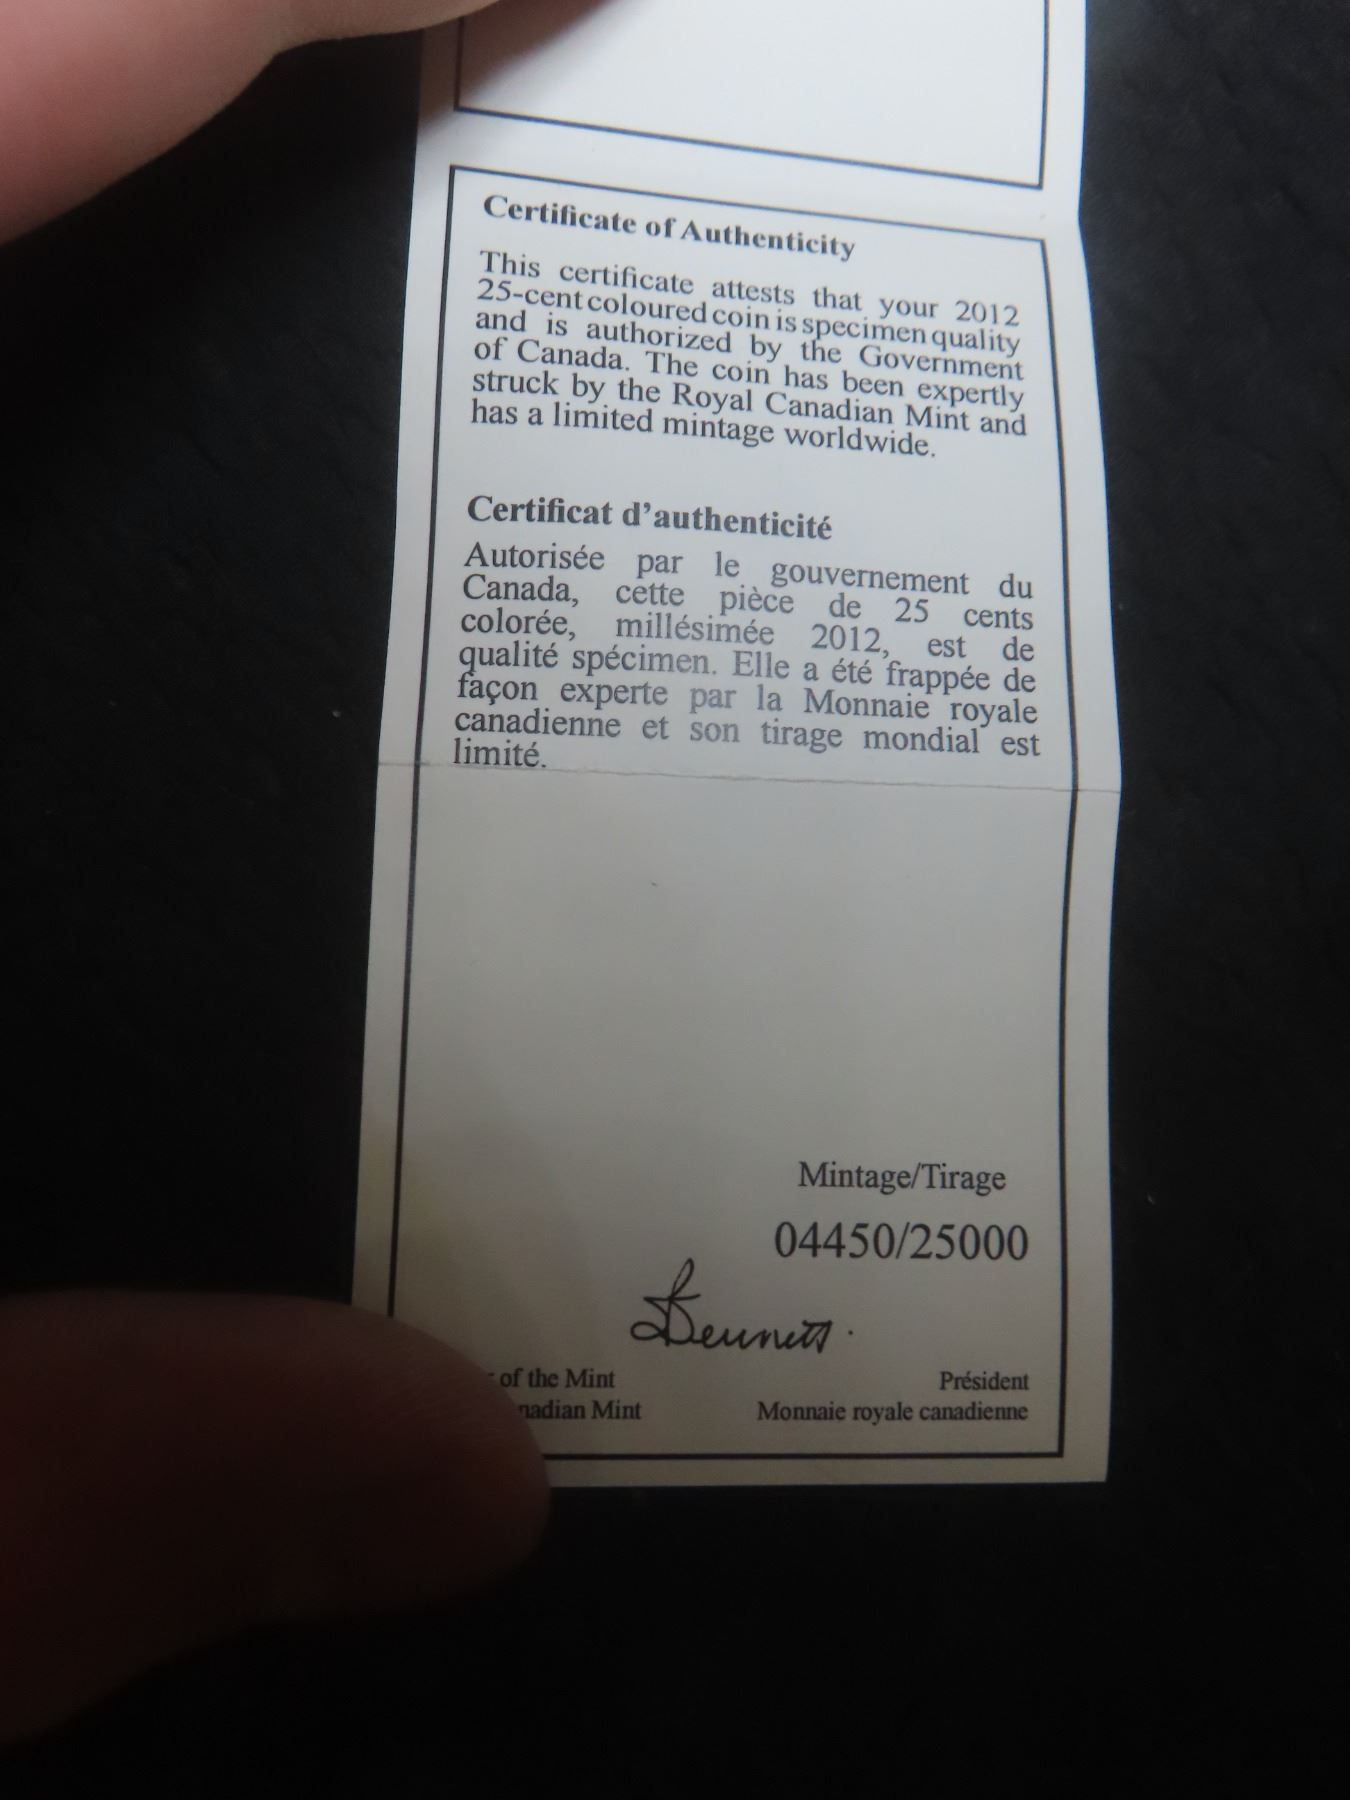 Certificate of Authenticity
This certificate attests that your 2012
25-cent coloured coin is specimen quality
and is authorized by the Government
of Canada. The coin has been expertly
struck by the Royal Canadian Mint and
has a limited mintage worldwide.
Certificat d'authenticité
Autorisée par le gouvernement du
Canada, cette pièce de 25 cents
colorée, millésimée 2012, est de
qualité spécimen. Elle a été frappée de
façon experte par la Monnaie royale
canadienne et son tirage mondial est
limité.
Mintage/Tirage
04450/25000
Bennett
of the Mint Président
nadian Mint Monnaie royale canadienne